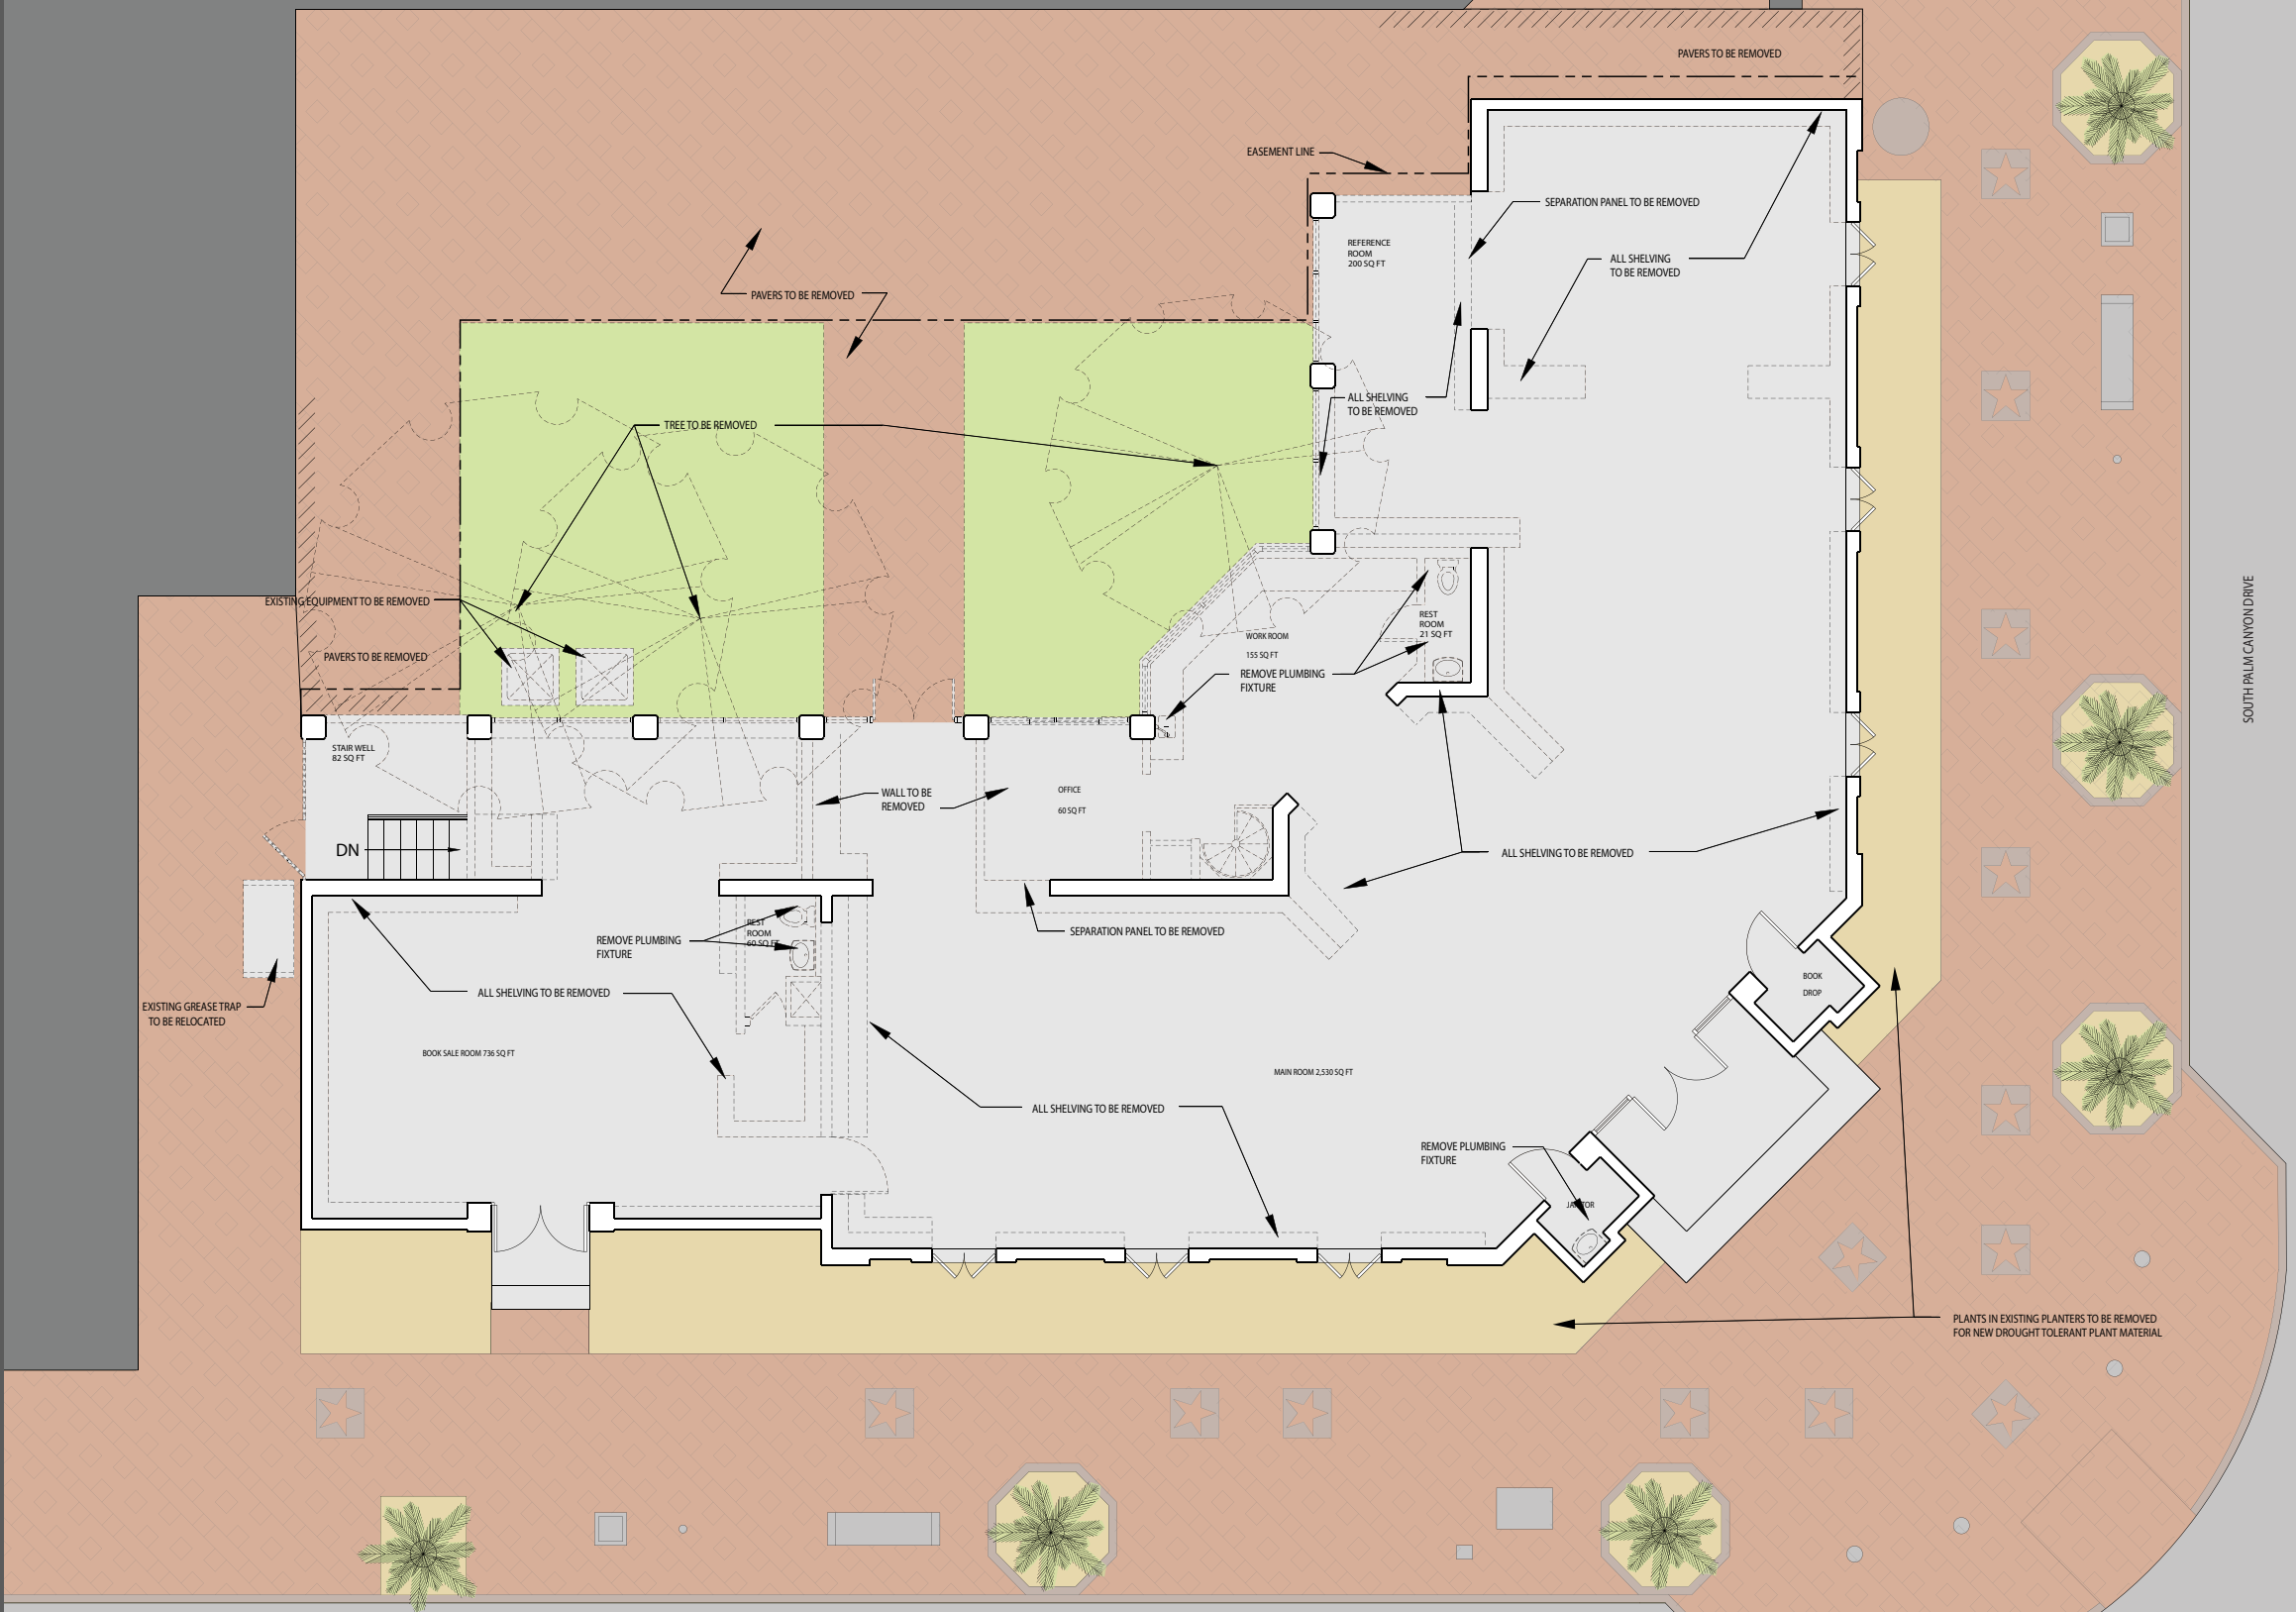 PAVERS TO BE REMOVED
EASEMENT LINE
SEPARATION PANEL TO BE REMOVED
REFERENCE
ROOM
200 SQ FT
ALL SHELVING
TO BE REMOVED
PAVERS TO BE REMOVED
ALL SHELVING
TO BE REMOVED
TREE TO BE REMOVED
EXISTING EQUIPMENT TO BE REMOVED
PAVERS TO BE REMOVED
REST
ROOM
21 SQ FT
WORK ROOM
155 SQ FT
REMOVE PLUMBING
FIXTURE
SOUTH PALM CANYON DRIVE
STAIR WELL
82 SQ FT
WALL TO BE
REMOVED
OFFICE
60 SQ FT
DN
ALL SHELVING TO BE REMOVED
REST
ROOM
60 SQ FT
REMOVE PLUMBING
FIXTURE
SEPARATION PANEL TO BE REMOVED
BOOK
DROP
ALL SHELVING TO BE REMOVED
EXISTING GREASE TRAP
TO BE RELOCATED
BOOK SALE ROOM 736 SQ FT
MAIN ROOM 2,530 SQ FT
ALL SHELVING TO BE REMOVED
REMOVE PLUMBING
FIXTURE
JANITOR
PLANTS IN EXISTING PLANTERS TO BE REMOVED
FOR NEW DROUGHT TOLERANT PLANT MATERIAL